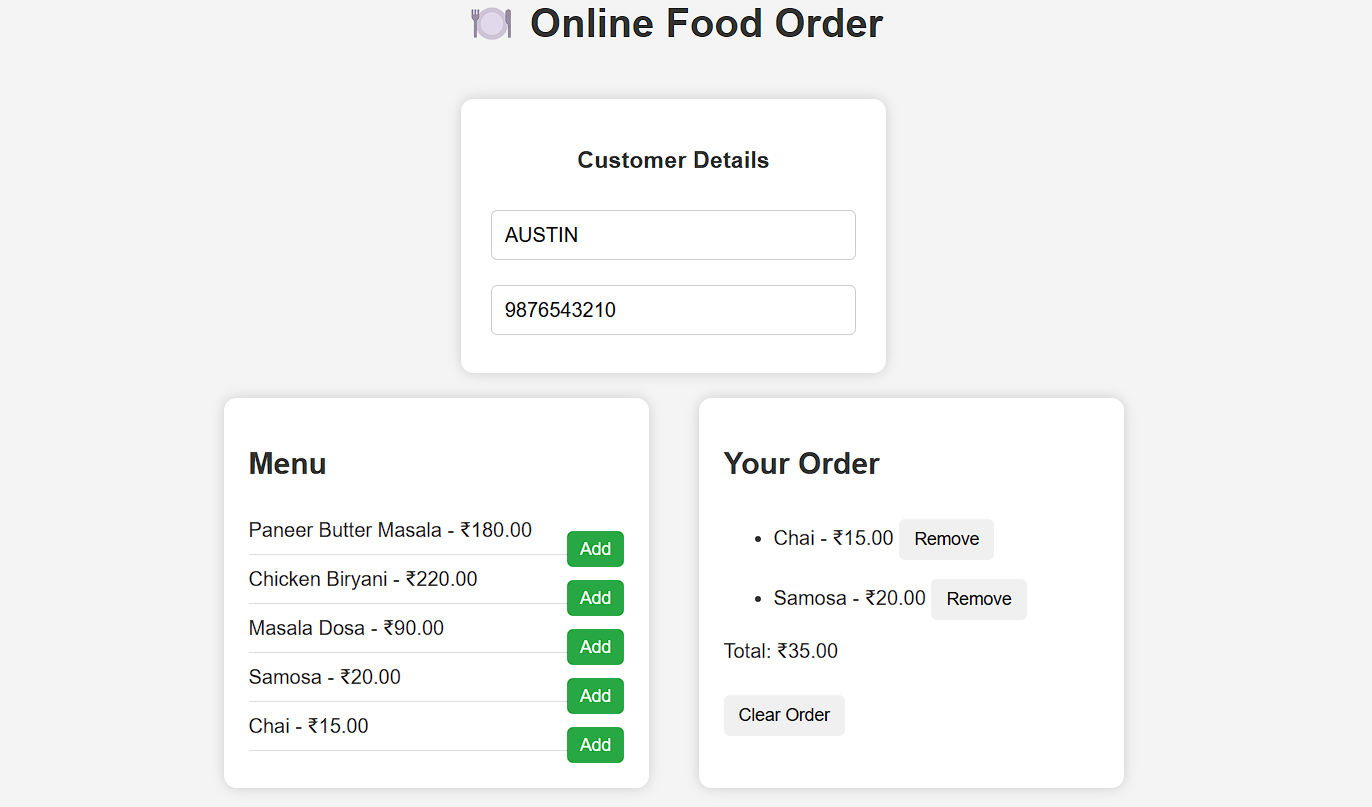 Online Food Order
Customer Details
AUSTIN
9876543210
Menu
Paneer Butter Masala - ₹180.00
Add
Chicken Biryani - ₹220.00
Add
Masala Dosa - ₹90.00
Add
Samosa - ₹20.00
Add
Chai - ₹15.00
Add
Your Order
• Chai - ₹15.00 Remove
• Samosa - ₹20.00 Remove
Total: ₹35.00
Clear Order